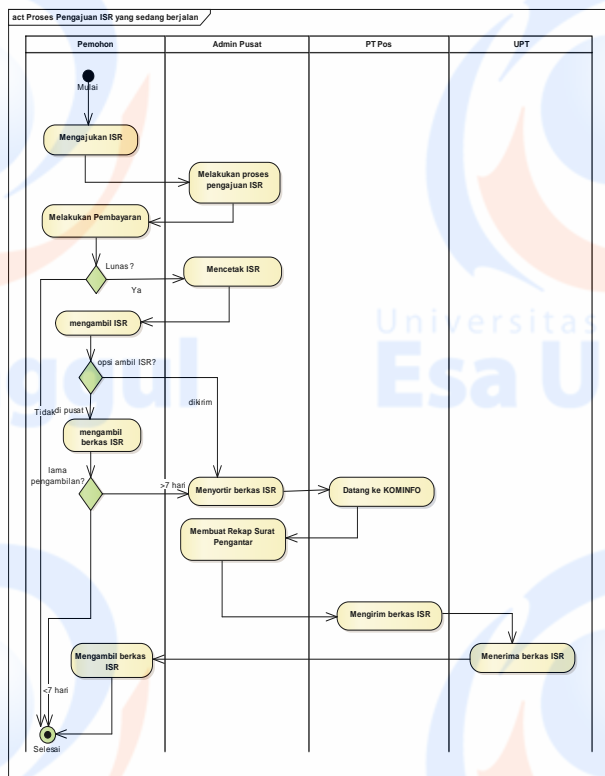 act Proses Pengajuan ISR yang sedang berjalan
Pemohon
Admin Pusat
PT Pos
UPT
Mulai
Mengajukan ISR
Melakukan proses
pengajuan ISR
Melakukan Pembayaran
Lunas?
Ya
Mencetak ISR
mengambil ISR
opsi ambil ISR?
dikirim
Tidak
di pusat
mengambil
berkas ISR
lama
pengambilan?
>7 hari
Menyortir berkas ISR
Datang ke KOMINFO
Membuat Rekap Surat
Pengantar
Mengirim berkas ISR
Menerima berkas ISR
Mengambil berkas
ISR
<7 hari
Selesai
Universitas
Esa U
ggul